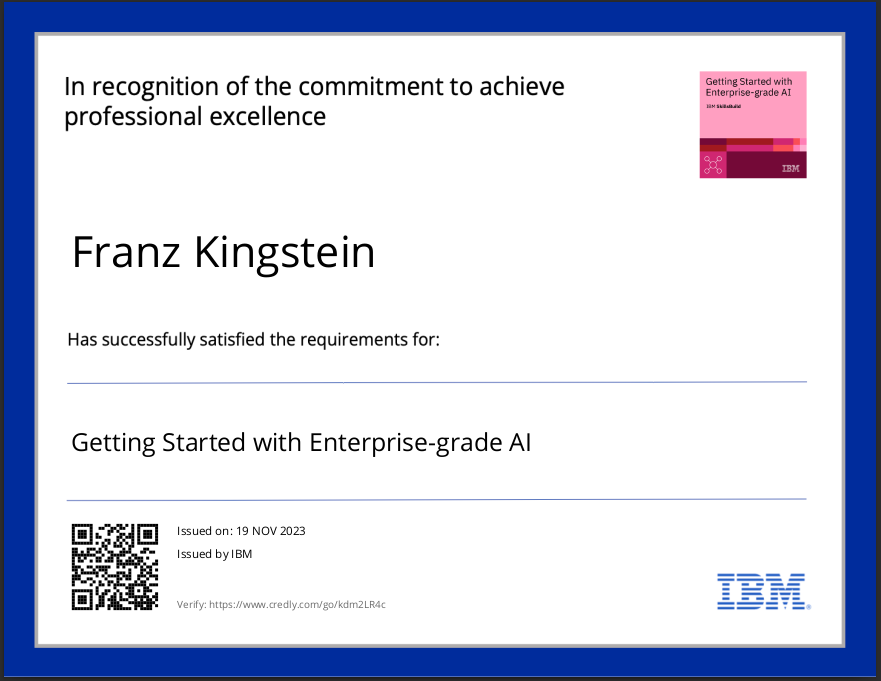 In recognition of the commitment to achieve
professional excellence
Getting Started with
Enterprise-grade AI
IBM SkillsBuild
IBM
Franz Kingstein
Has successfully satisfied the requirements for:
Getting Started with Enterprise-grade AI
Issued on: 19 NOV 2023
Issued by IBM
Verify: https://www.credly.com/go/kdm2LR4c
IBM®